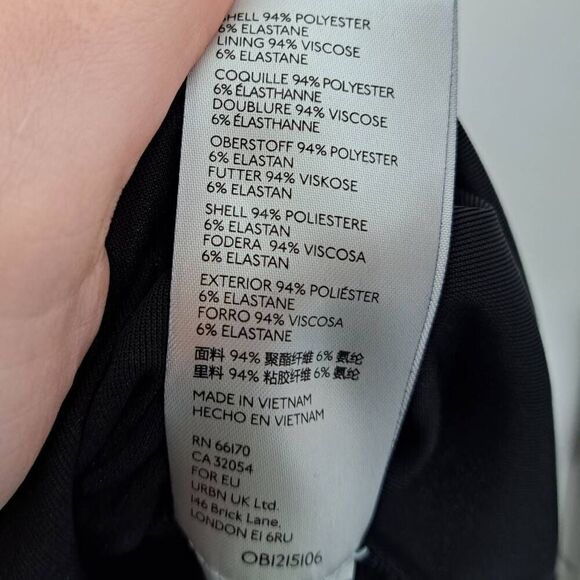 SHELL 94% POLYESTER
6% ELASTANE
LINING 94% VISCOSE
6% ELASTANE
COQUILLE 94% POLYESTER
6% ÉLASTHANNE
DOUBLURE 94% VISCOSE
6% ÉLASTHANNE
OBERSTOFF 94% POLYESTER
6% ELASTAN
FUTTER 94% VISKOSE
6% ELASTAN
SHELL 94% POLIESTERE
6% ELASTAN
FODERA 94% VISCOSA
6% ELASTAN
EXTERIOR 94% POLIÉSTER
6% ELASTANE
FORRO 94% VISCOSA
6% ELASTANE
面料 94% 聚酯纤维 6% 氨纶
里料 94% 粘胶纤维 6% 氨纶
MADE IN VIETNAM
HECHO EN VIETNAM
RN 66170
CA 32054
FOR EU
URBN UK Ltd.
146 Brick Lane,
LONDON E1 6RU
OB1215106